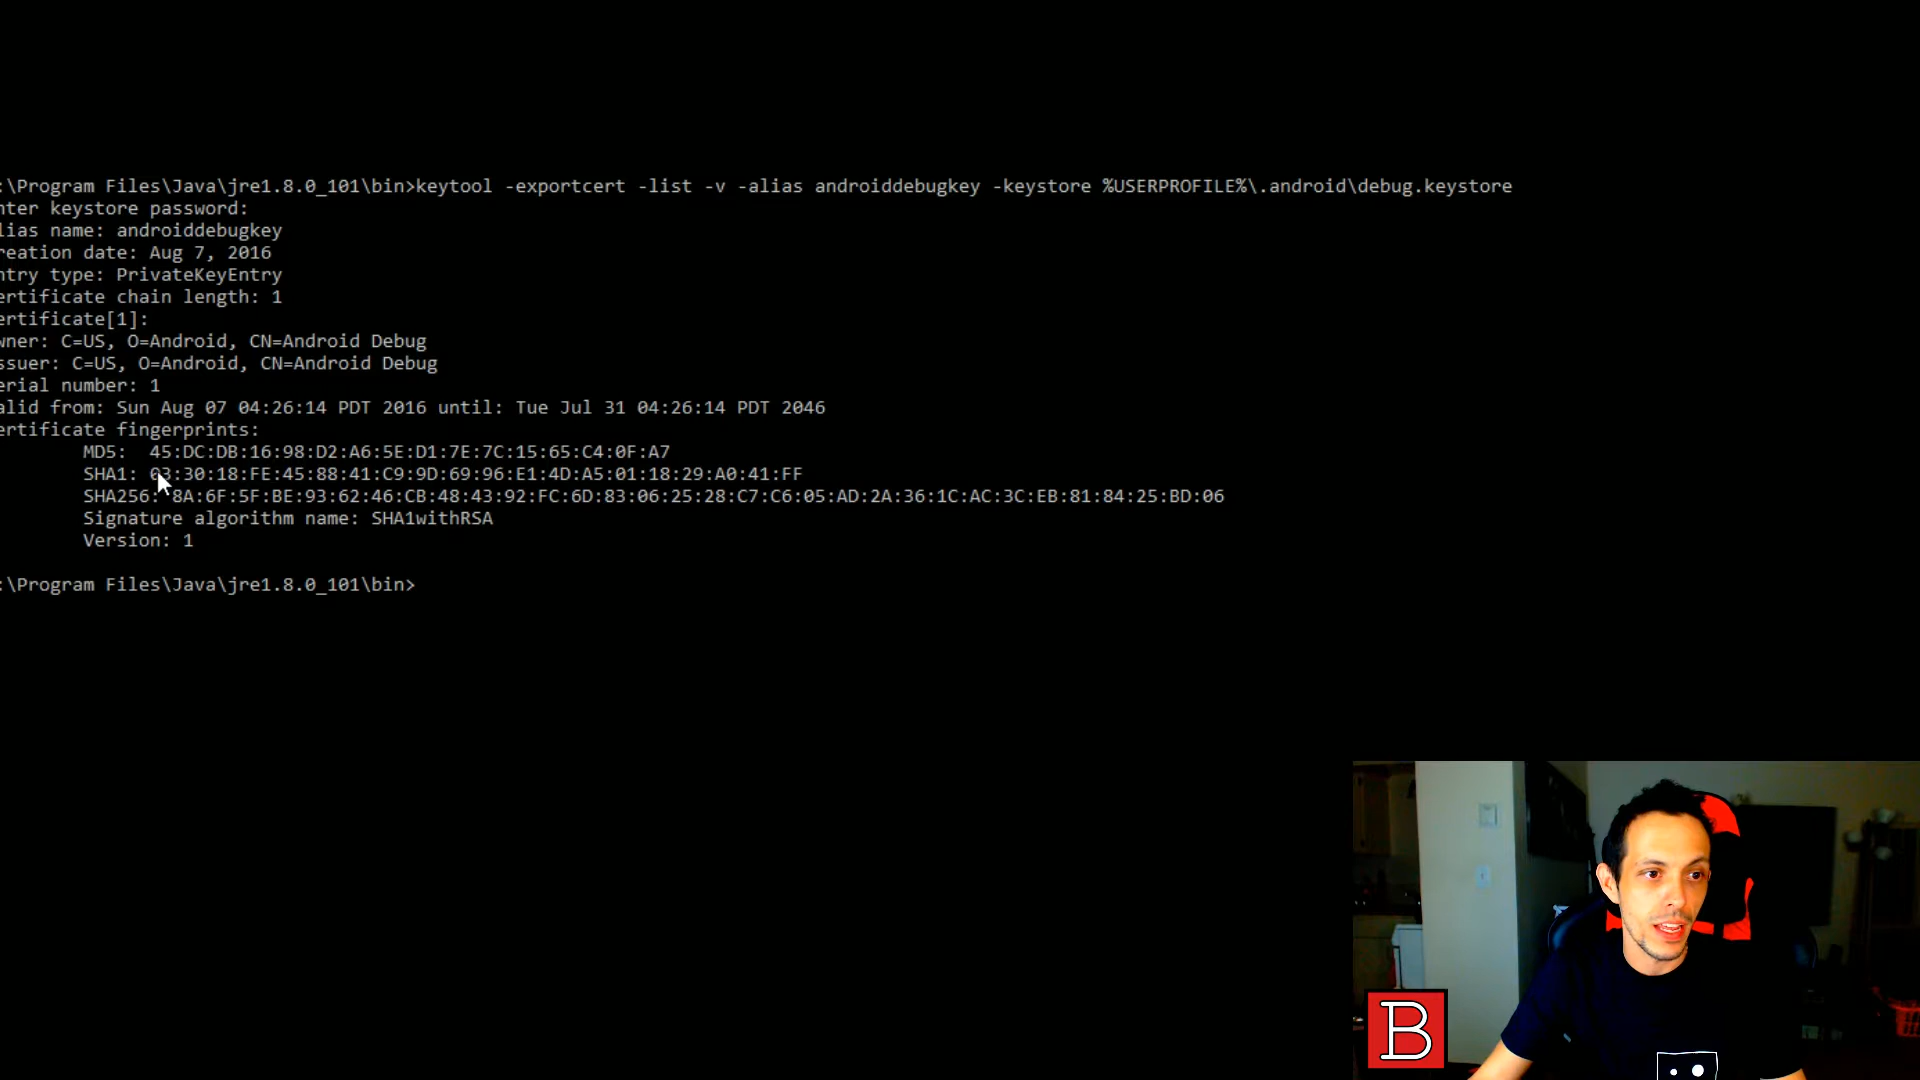 :\Program Files\Java\jre1.8.0_101\bin>keytool -exportcert -list -v -alias androiddebugkey -keystore %USERPROFILE%\.android\debug.keystore
nter keystore password:
lias name: androiddebugkey
reation date: Aug 7, 2016
ntry type: PrivateKeyEntry
ertificate chain length: 1
ertificate[1]:
wner: C=US, O=Android, CN=Android Debug
ssuer: C=US, O=Android, CN=Android Debug
erial number: 1
alid from: Sun Aug 07 04:26:14 PDT 2016 until: Tue Jul 31 04:26:14 PDT 2046
ertificate fingerprints:
MD5: 45:DC:DB:16:98:D2:A6:5E:D1:7E:7C:15:65:C4:0F:A7
SHA1: 03:30:18:FE:45:88:41:C9:9D:69:96:E1:4D:A5:01:18:29:A0:41:FF
SHA256: 8A:6F:5F:BE:93:62:46:CB:48:43:92:FC:6D:83:06:25:28:C7:C6:05:AD:2A:36:1C:AC:3C:EB:81:84:25:BD:06
Signature algorithm name: SHA1withRSA
Version: 1
:\Program Files\Java\jre1.8.0_101\bin>
B